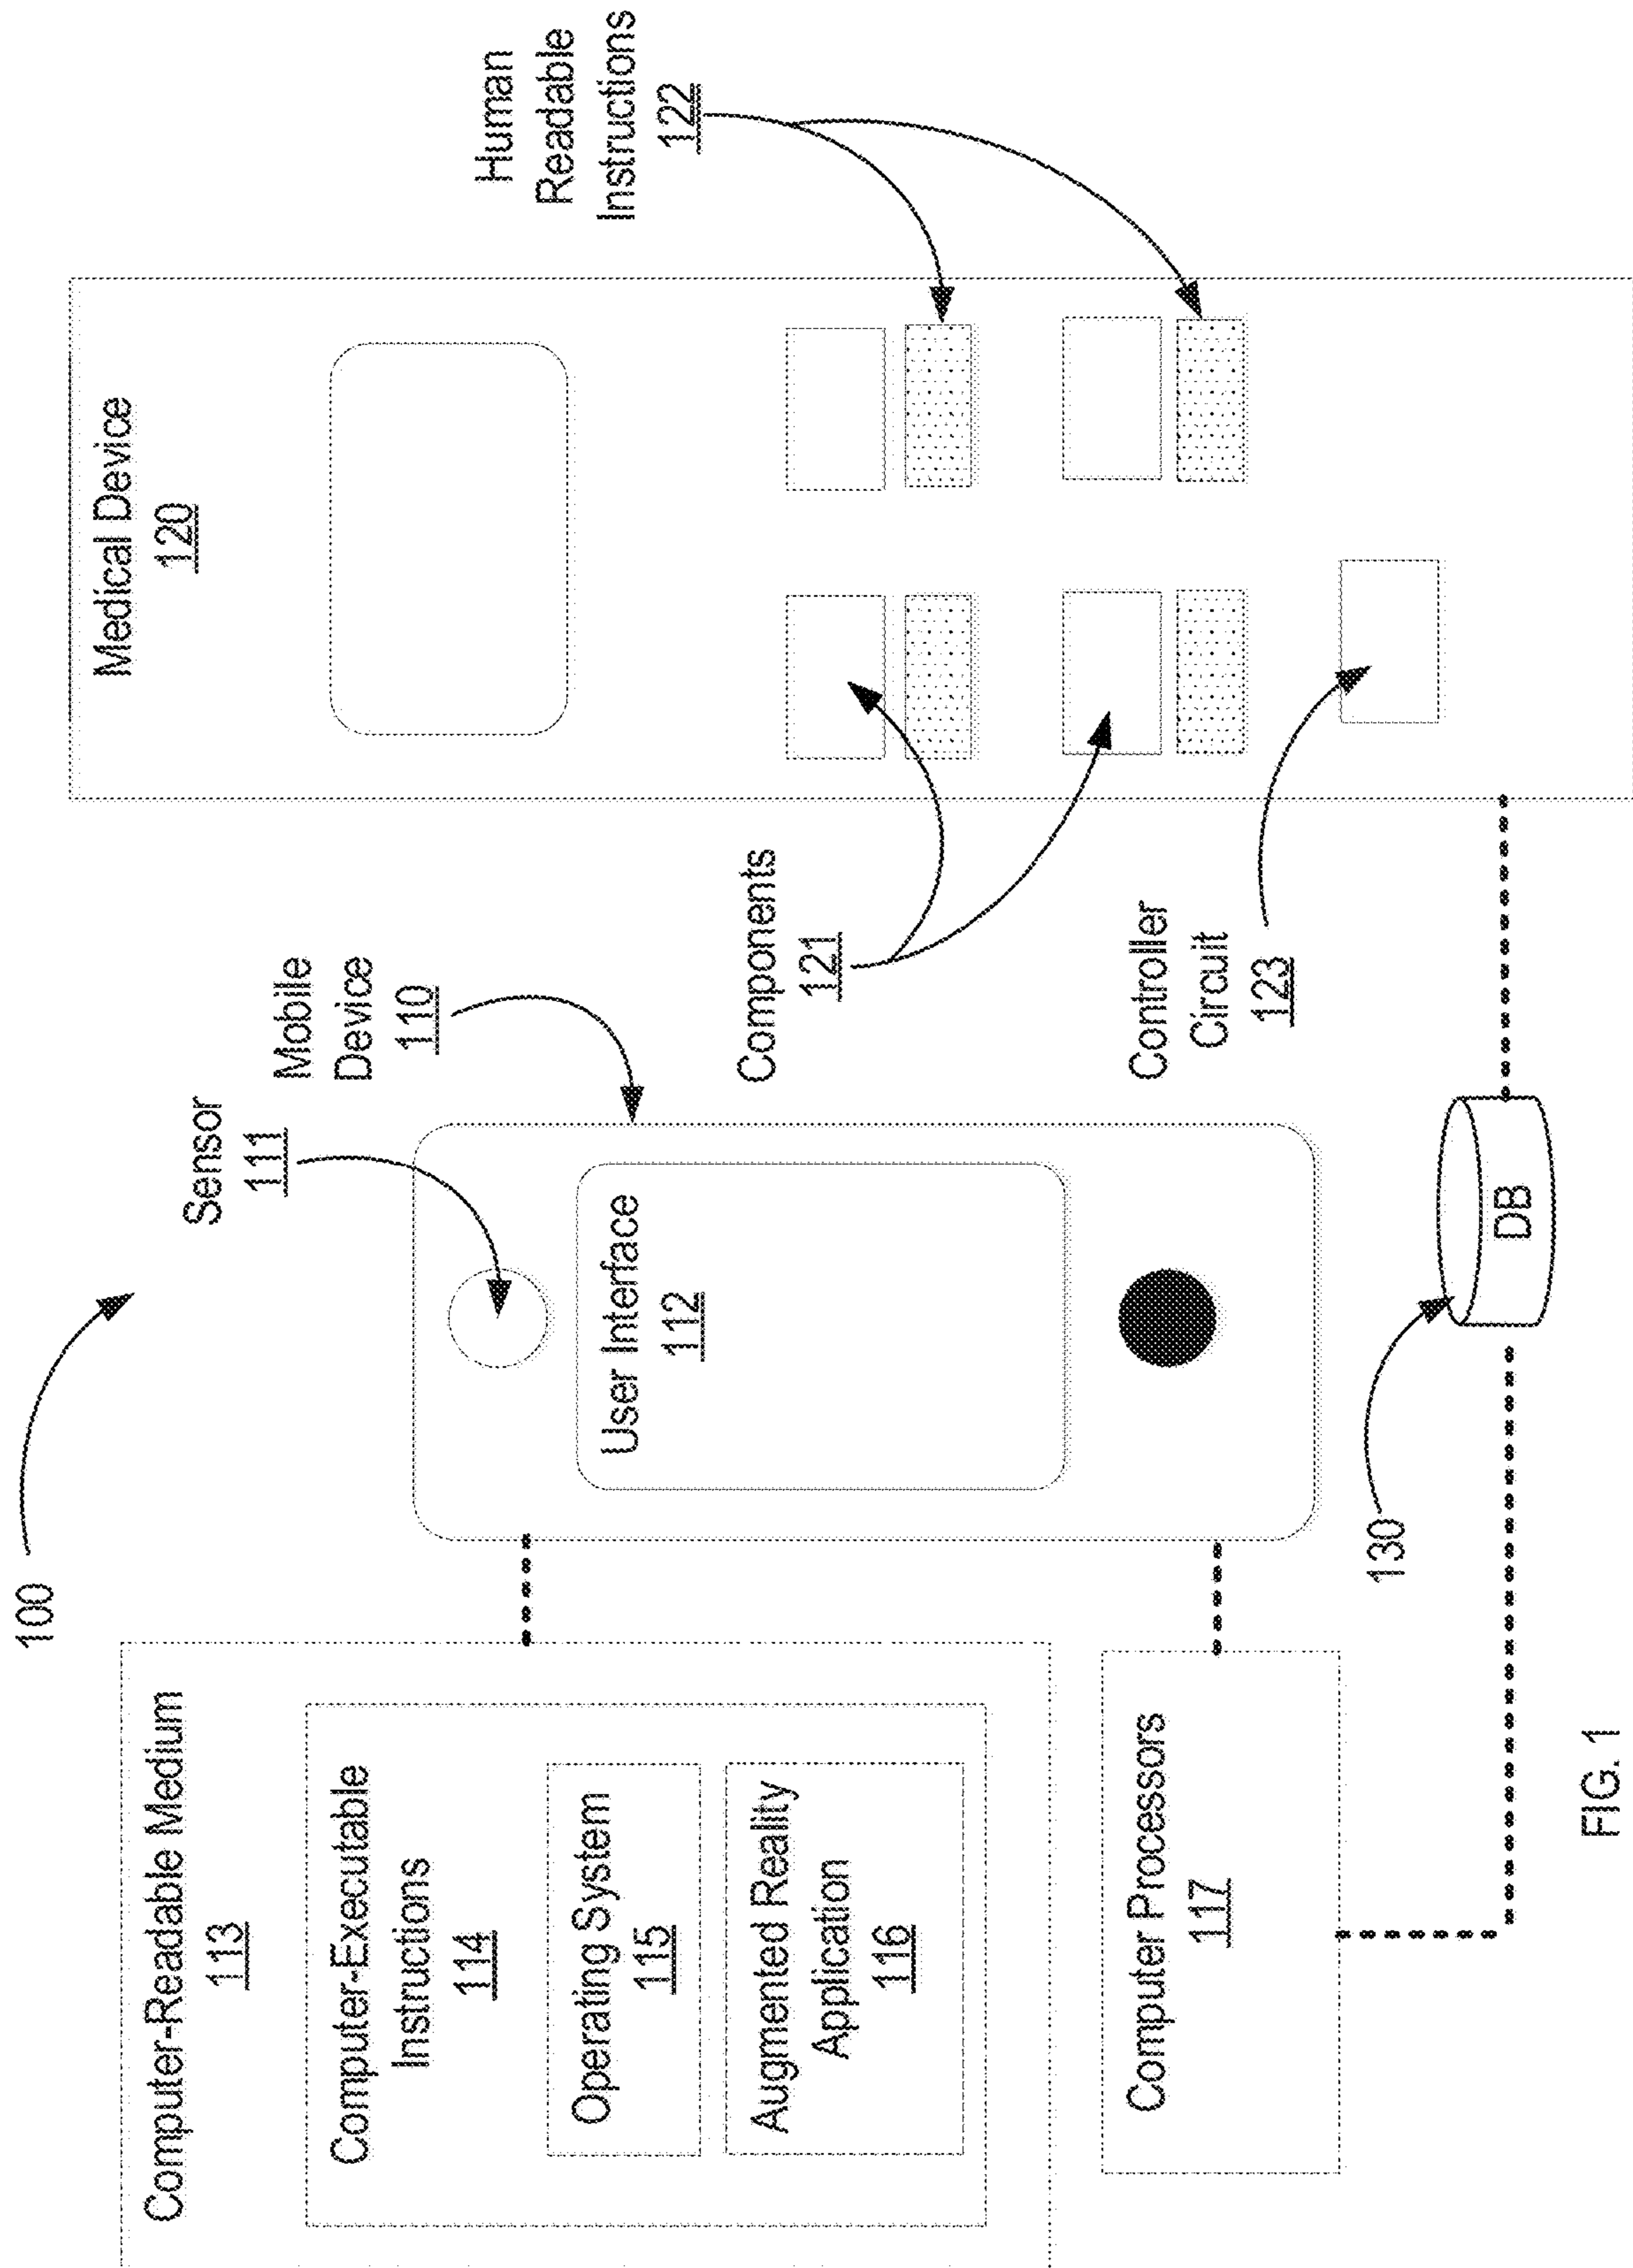 100
Computer-Readable Medium
113
Computer-Executable
Instructions
114
Operating System
115
Augmented Reality
Application
116
Computer Processors
117
Sensor
111
Mobile
Device
110
User Interface
112
130
DB
Medical Device
120
Components
121
Controller
Circuit
123
Human
Readable
Instructions
122
FIG. 1